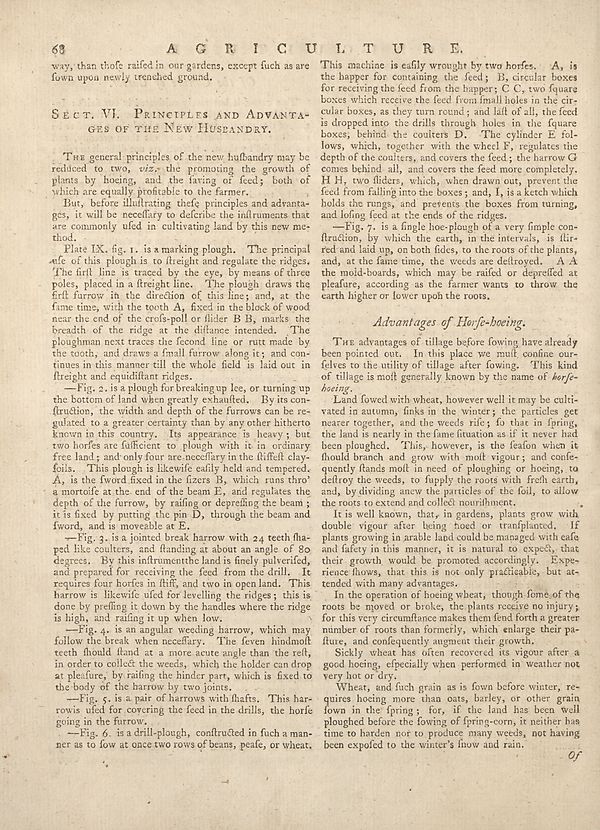 68 A G R I C U L T U R E.
way, than thoſe raiſed in our gardens, except ſuch as are
ſown upon newly trenched ground.
SECT. VI. PRINCIPLES AND ADVANTA-
GES OF THE NEW HUSBANDRY.
THE general principles of the new huſbandry may be
reduced to two, viz. the promoting the growth of
plants by hoeing, and the ſaving of ſeed; both of
which are equally profitable to the farmer.
But, before illuſtrating theſe principles and advanta-
ges, it will be neceſſary to deſcribe the inſtruments that
are commonly uſed in cultivating land by this new me-
thod.
Plate IX. fig. 1. is a marking plough. The principal
uſe of this plough is to ſtreight and regulate the ridges.
The firſt line is traced by the eye, by means of three
poles, placed in a ſtreight line. The plough draws the
firſt furrow in the direction of this line; and, at the
ſame time, with the tooth A, fixed in the block of wood
near the end of the croſs-poll or ſlider B B, marks the
breadth of the ridge at the diſtance intended. The
ploughman next traces the ſecond line or rutt made by
the tooth, and draws a ſmall furrow along it; and con-
tinues in this manner till the whole field is laid out in
ſtreight and equidiſtant ridges.
—Fig. 2. is a plough for breaking up lee, or turning up
the bottom of land when greatly exhauſted. By its con-
ſtruction, the width and depth of the furrows can be re-
gulated to a greater certainty than by any other hitherto
known in this country. Its appearance is heavy; but
two horſes are ſufficient to plough with it in ordinary
free land; and only four are neceſſary in the ſtiffeſt clay-
ſoils. This plough is likewiſe eaſily held and tempered.
A, is the ſword fixed in the ſizers B, which runs thro'
a mortoiſe at the end of the beam E, and regulates the
depth of the furrow, by raiſing or depreſſing the beam;
it is fixed by putting the pin D, through the beam and
ſword, and is moveable at E.
—Fig. 3. is a jointed break harrow with 24 teeth ſha-
ped like coulters, and ſtanding at about an angle of 80
degrees. By this inſtrument the land is finely pulverifed,
and prepared for receiving the ſeed from the drill. It
requires four horſes in ſtiff, and two in open land. This
harrow is likewiſe uſed for levelling the ridges; this is
done by preſſing it down by the handles where the ridge
is high, and raiſing it up when low.
—Fig. 4. is an angular weeding harrow, which may
follow the break when neceſſary. The ſeven hindmoſt
teeth ſhould ſtand at a more acute angle than the reſt,
in order to collect the weeds, which the holder can drop
at pleaſure, by raiſing the hinder part, which is fixed to
the body of the harrow by two joints.
—Fig. 5. is a pair of harrows with ſhafts. This har-
row is uſed for covering the ſeed in the drills, the horſe
going in the furrow.
—Fig. 6. is a drill-plough, conſtructed in ſuch a man-
ner as to ſow at once two rows of beans, peaſe, or wheat.
This machine is eaſily wrought by two horſes. A, is
the happer for containing the ſeed; B, circular boxes
for receiving the ſeed from the happer; C C, two ſquare
boxes which receive the ſeed from ſmall holes in the cir-
cular boxes, as they turn round; and laſt of all, the ſeed
is dropped into the drills through holes in the ſquare
boxes, behind the coulters D. The cylinder E fol-
lows, which, together with the wheel F, regulates the
depth of the coulters, and covers the ſeed; the harrow G
comes behind all, and covers the ſeed more completely.
H H, two ſliders, which, when drawn out, prevent the
ſeed from falling into the boxes; and, I, is a ketch which
holds the rungs, and prevents the boxes from turning,
and loſing ſeed at the ends of the ridges.
—Fig. 7. is a ſingle hoe-plough of a very ſimple con-
ſtruction, by which the earth, in the intervals, is ſtir-
red and laid up, on both ſides, to the roots of the plants,
and, at the ſame time, the weeds are deſtroyed. A A
the mold-boards, which may be raiſed or depreſſed at
pleaſure, according as the farmer wants to throw the
earth higher or lower upon the roots.
Advantages of Horſe-hoeing.
THE advantages of tillage before ſowing have already
been pointed out. In this place we muſt confine our-
ſelves to the utility of tillage after ſowing. This kind
of tillage is moſt generally known by the name of horſe-
hoeing.
Land ſowed with wheat, however well it may be culti-
vated in autumn, ſinks in the winter; the particles get
nearer together, and the weeds riſe; ſo that in ſpring,
the land is nearly in the ſame ſituation as if it never had
been ploughed. This, however, is the ſeaſon when it
ſhould branch and grow with moſt vigour; and conſe-
quently ſtands moſt in need of ploughing or hoeing, to
deſtroy the weeds, to ſupply the roots with freſh earth,
and, by dividing anew the particles of the ſoil, to allow
the roots to extend and collect nouriſhment.
It is well known, that, in gardens, plants grow with
double vigour after being hoed or tranſplanted. If
plants growing in arable land could be managed with eaſe
and ſafety in this manner, it is natural to expect, that
their growth would be promoted accordingly. Expe-
rience ſhows, that this is not only practicable, but at-
tended with many advantages.
In the operation of hoeing wheat, though ſome of the
roots be moved or broke, the plants receive no injury;
for this very circumſtance makes them ſend forth a greater
number of roots than formerly, which enlarge their pa-
ſture, and conſequently augment their growth.
Sickly wheat has often recovered its vigour after a
good hoeing, eſpecially when performed in weather not
very hot or dry.
Wheat, and ſuch grain as is ſown before winter, re-
quires hoeing more than oats, barley, or other grain
ſown in the ſpring; for, if the land has been well
ploughed before the ſowing of ſpring-corn, it neither has
time to harden nor to produce many weeds, not having
been expoſed to the winter's ſnow and rain.
Of